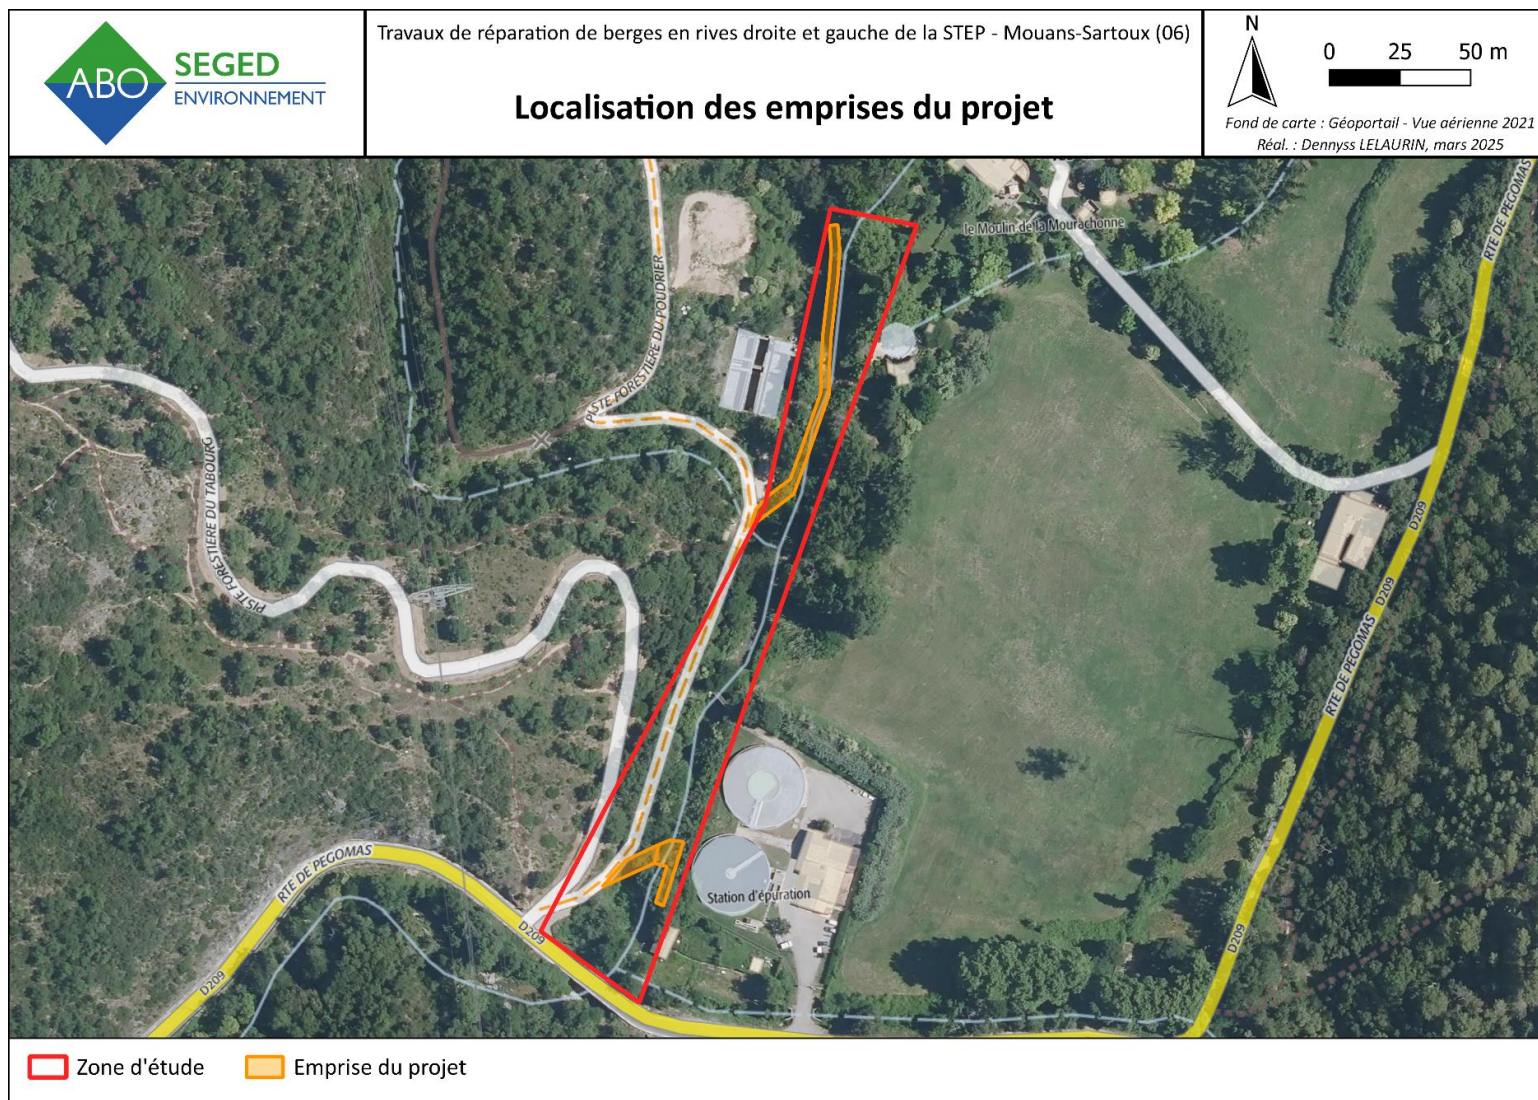 ABO
SEGED
ENVIRONNEMENT
Travaux de réparation de berges en rives droite et gauche de la STEP - Mouans-Sartoux (06)
Localisation des emprises du projet
N
0 25 50 m
Fond de carte : Géoportail - Vue aérienne 2021
Réal. : Dennyss LELAURIN, mars 2025
RTE DE PEGOMAS
le Moulin de la Mourachonne
PISTE FORESTIERE DU POUDRIER
PISTE FORESTIERE DU TABOURG
D209
D209
RTE DE PEGOMAS
RTE DE PEGOMAS
Station d'épuration
D209
D209
D209
Zone d'étude
Emprise du projet